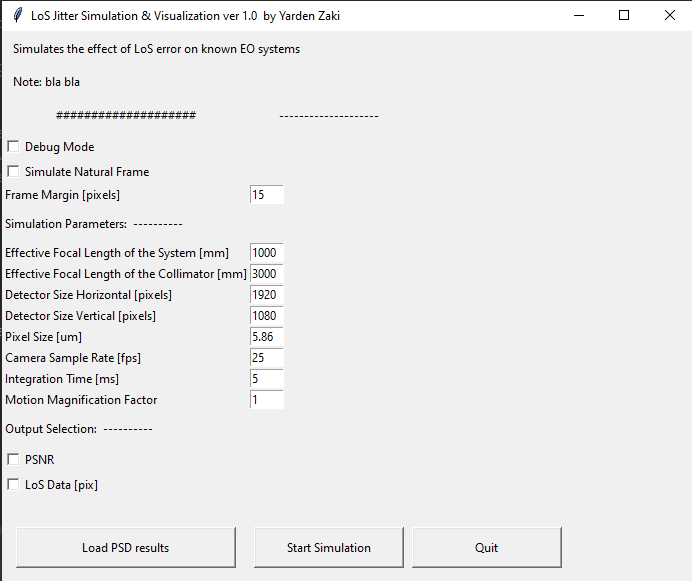 LoS Jitter Simulation & Visualization ver 1.0  by Yarden Zaki
Simulates the effect of LoS error on known EO systems
Note: bla bla
#################### --------------------
Debug Mode
Simulate Natural Frame
Frame Margin [pixels] 15
Simulation Parameters:  ----------
Effective Focal Length of the System [mm] 1000
Effective Focal Length of the Collimator [mm] 3000
Detector Size Horizontal [pixels] 1920
Detector Size Vertical [pixels] 1080
Pixel Size [um] 5.86
Camera Sample Rate [fps] 25
Integration Time [ms] 5
Motion Magnification Factor 1
Output Selection:  ----------
PSNR
LoS Data [pix]
Load PSD results Start Simulation Quit